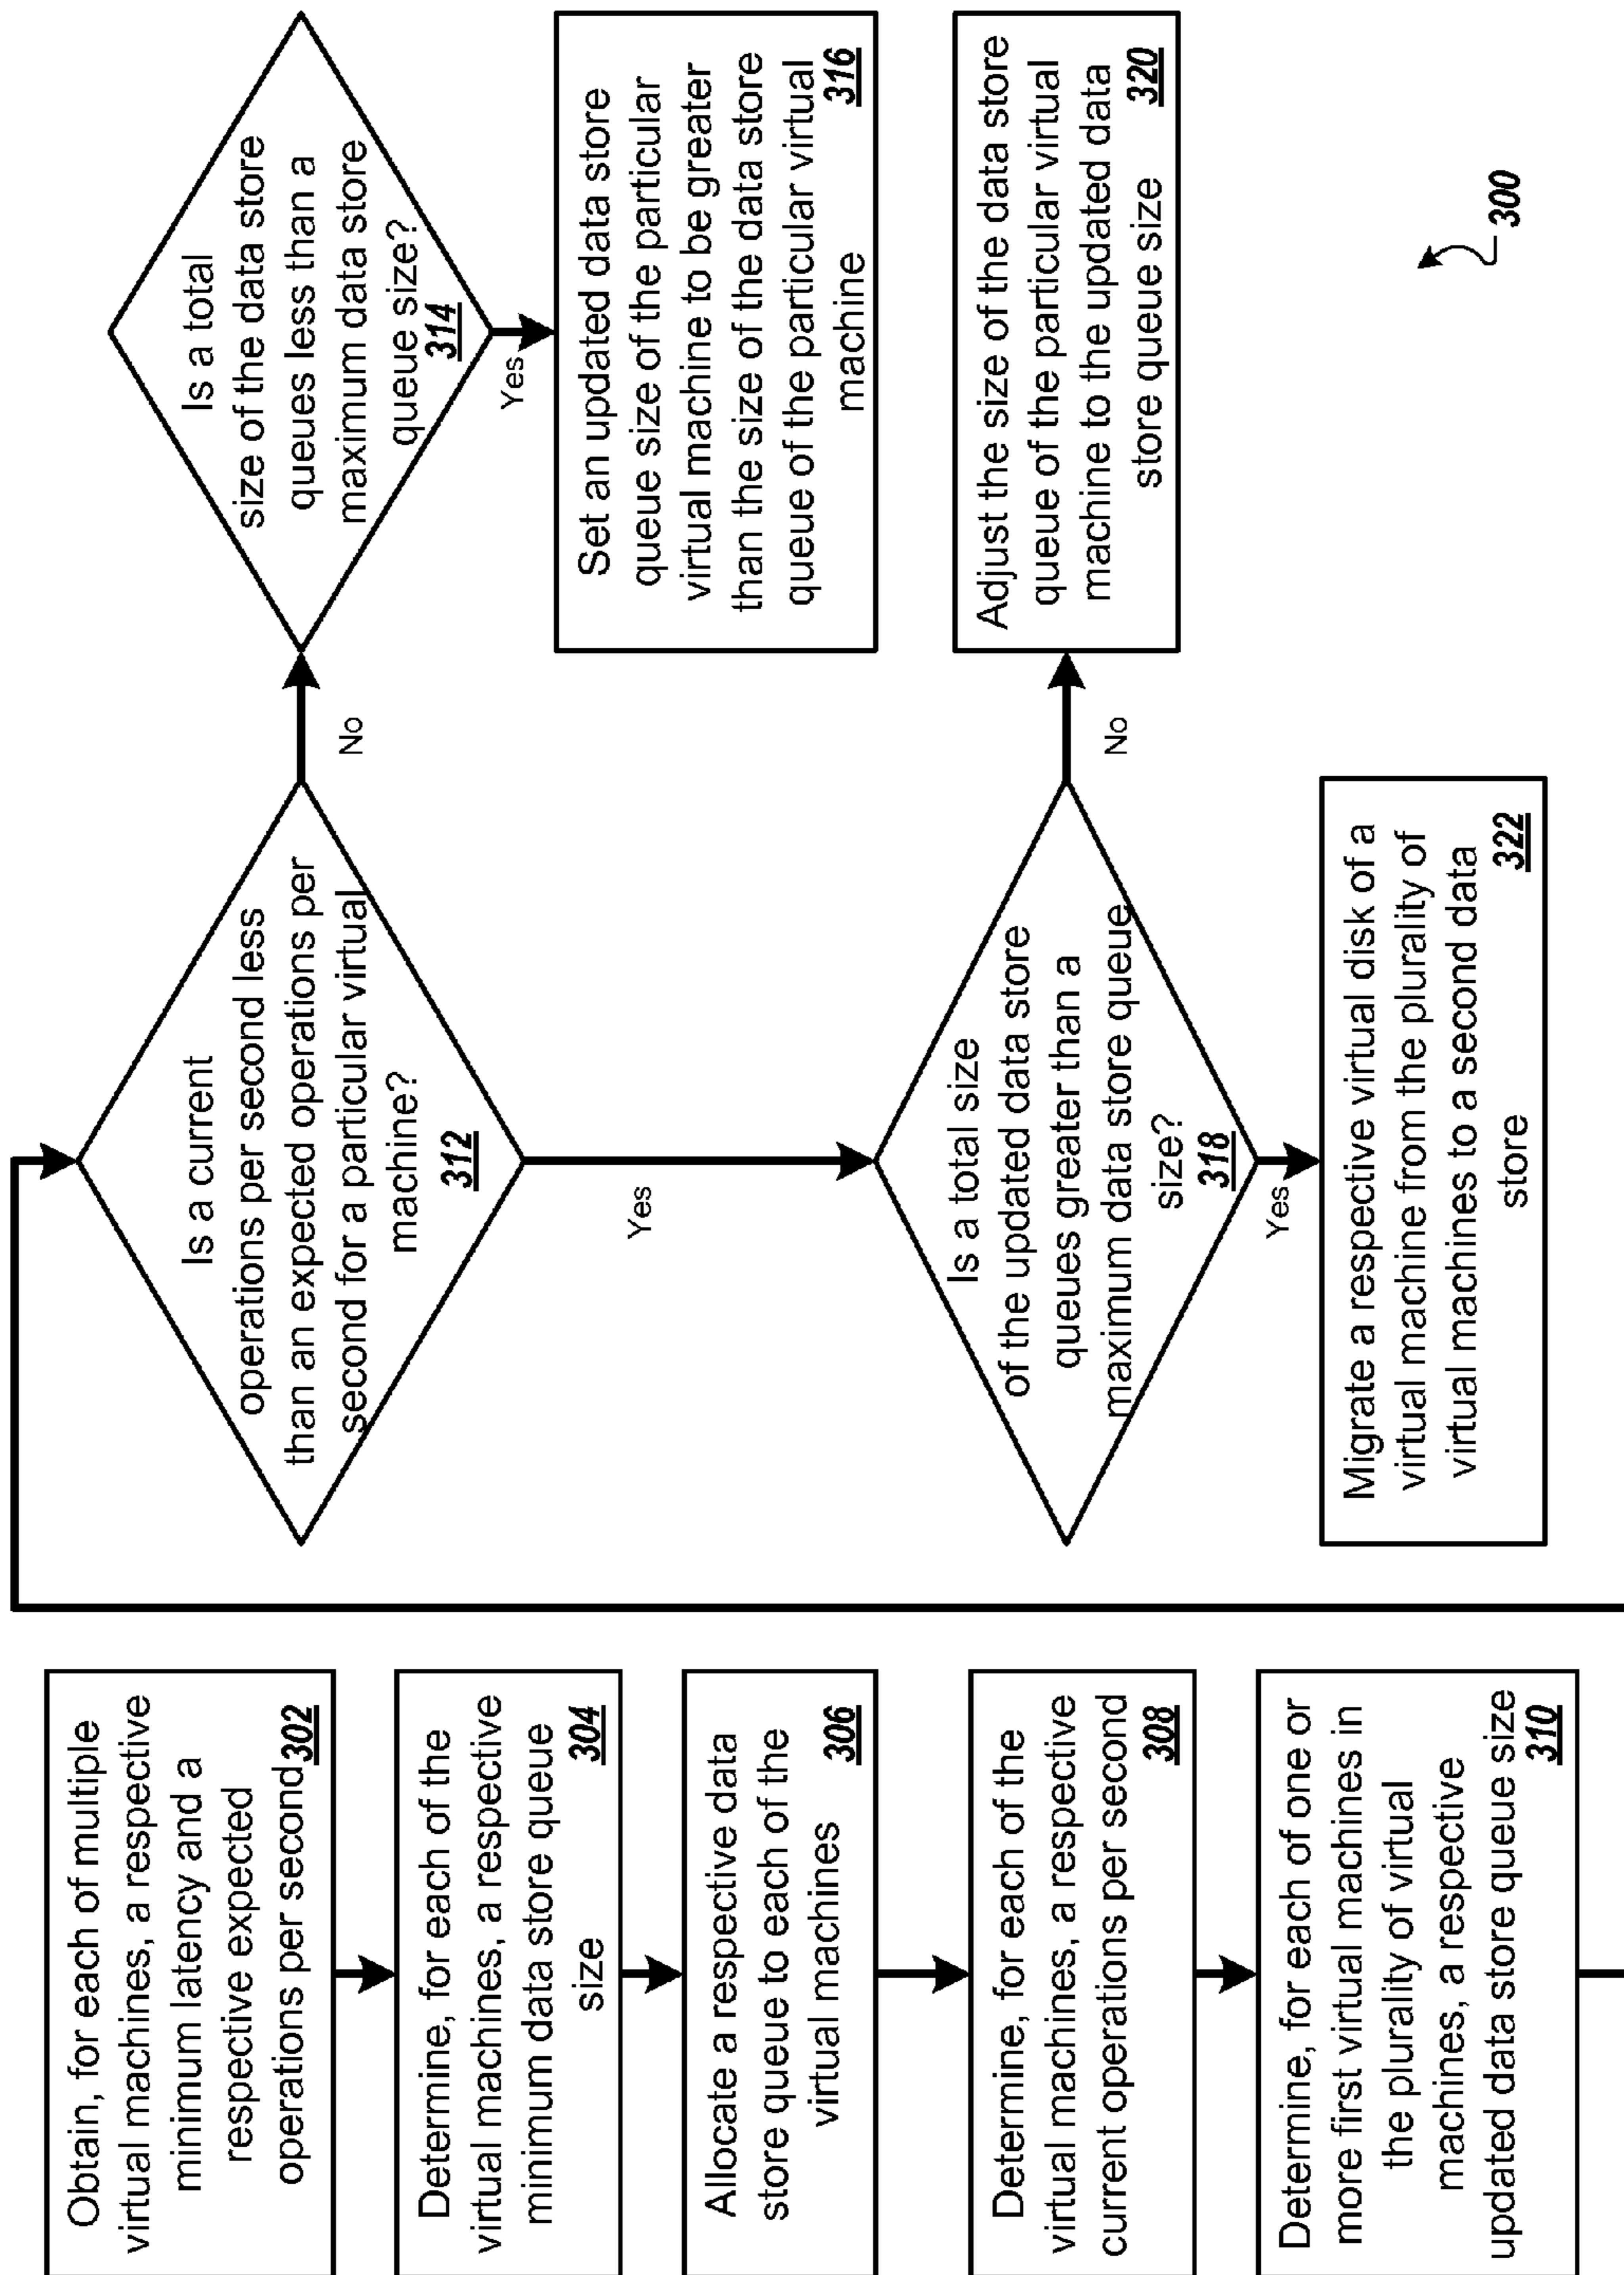 Obtain, for each of multiple
virtual machines, a respective
minimum latency and a
respective expected
operations per second
302
Determine, for each of the
virtual machines, a respective
minimum data store queue
size
304
Allocate a respective data
store queue to each of the
virtual machines
306
Determine, for each of the
virtual machines, a respective
current operations per second
308
Determine, for each of one or
more first virtual machines in
the plurality of virtual
machines, a respective
updated data store queue size
310
Is a current
operations per second less
than an expected operations per
second for a particular virtual
machine?
312
No
Yes
Is a total
size of the data store
queues less than a
maximum data store
queue size?
314
Yes
Set an updated data store
queue size of the particular
virtual machine to be greater
than the size of the data store
queue of the particular virtual
machine
316
Is a total size
of the updated data store
queues greater than a
maximum data store queue
size?
318
No
Yes
Adjust the size of the data store
queue of the particular virtual
machine to the updated data
store queue size
320
Migrate a respective virtual disk of a
virtual machine from the plurality of
virtual machines to a second data
store
322
300